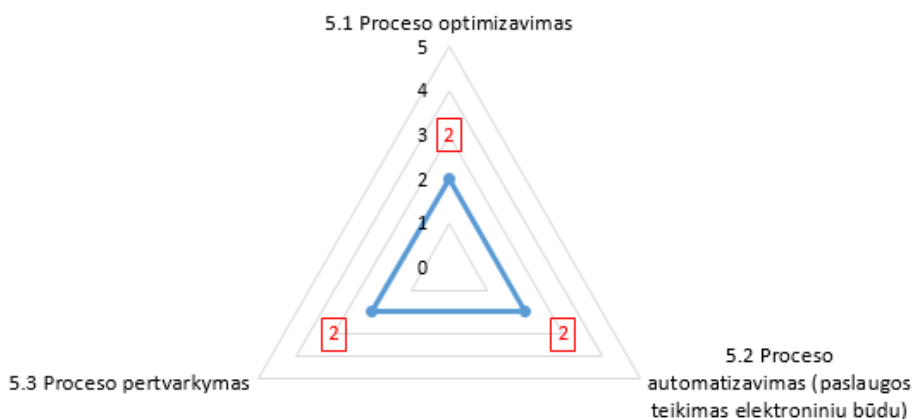 5.1 Proceso optimizavimas
5
4
3
2
2
1
0
2
2
5.3 Proceso pertvarkymas
5.2 Proceso
automatizavimas (paslaugos
teikimas elektroniniu būdu)